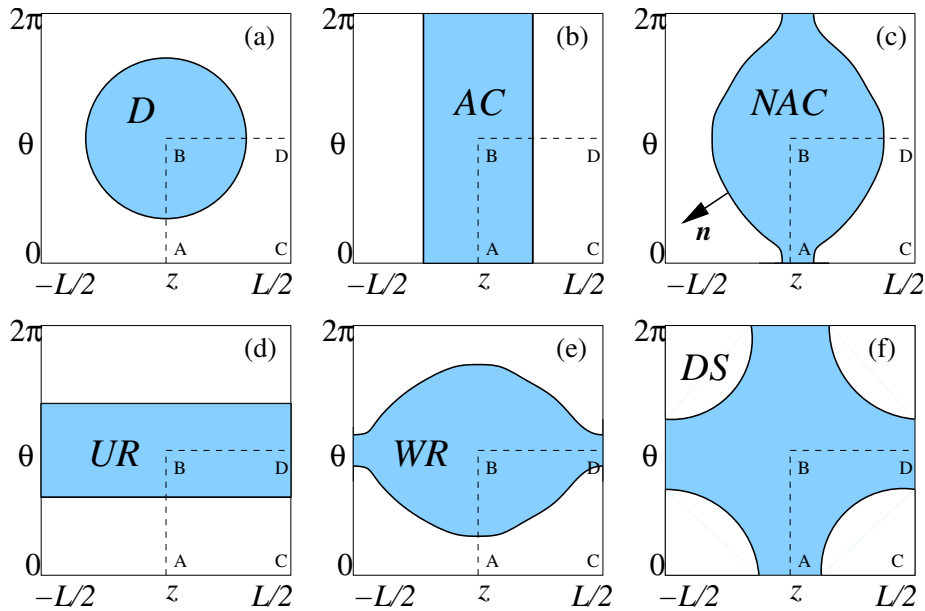 2π (a) 2π (b) 2π (c)
D AC NAC
θ B D θ B D θ B D
n
0 A C 0 A C 0 A C
−L/2 z L/2 −L/2 z L/2 −L/2 z L/2
2π (d) 2π (e) 2π (f)
DS
θ UR B D θ WR B D θ B D
0 A C 0 A C 0 A C
−L/2 z L/2 −L/2 z L/2 −L/2 z L/2